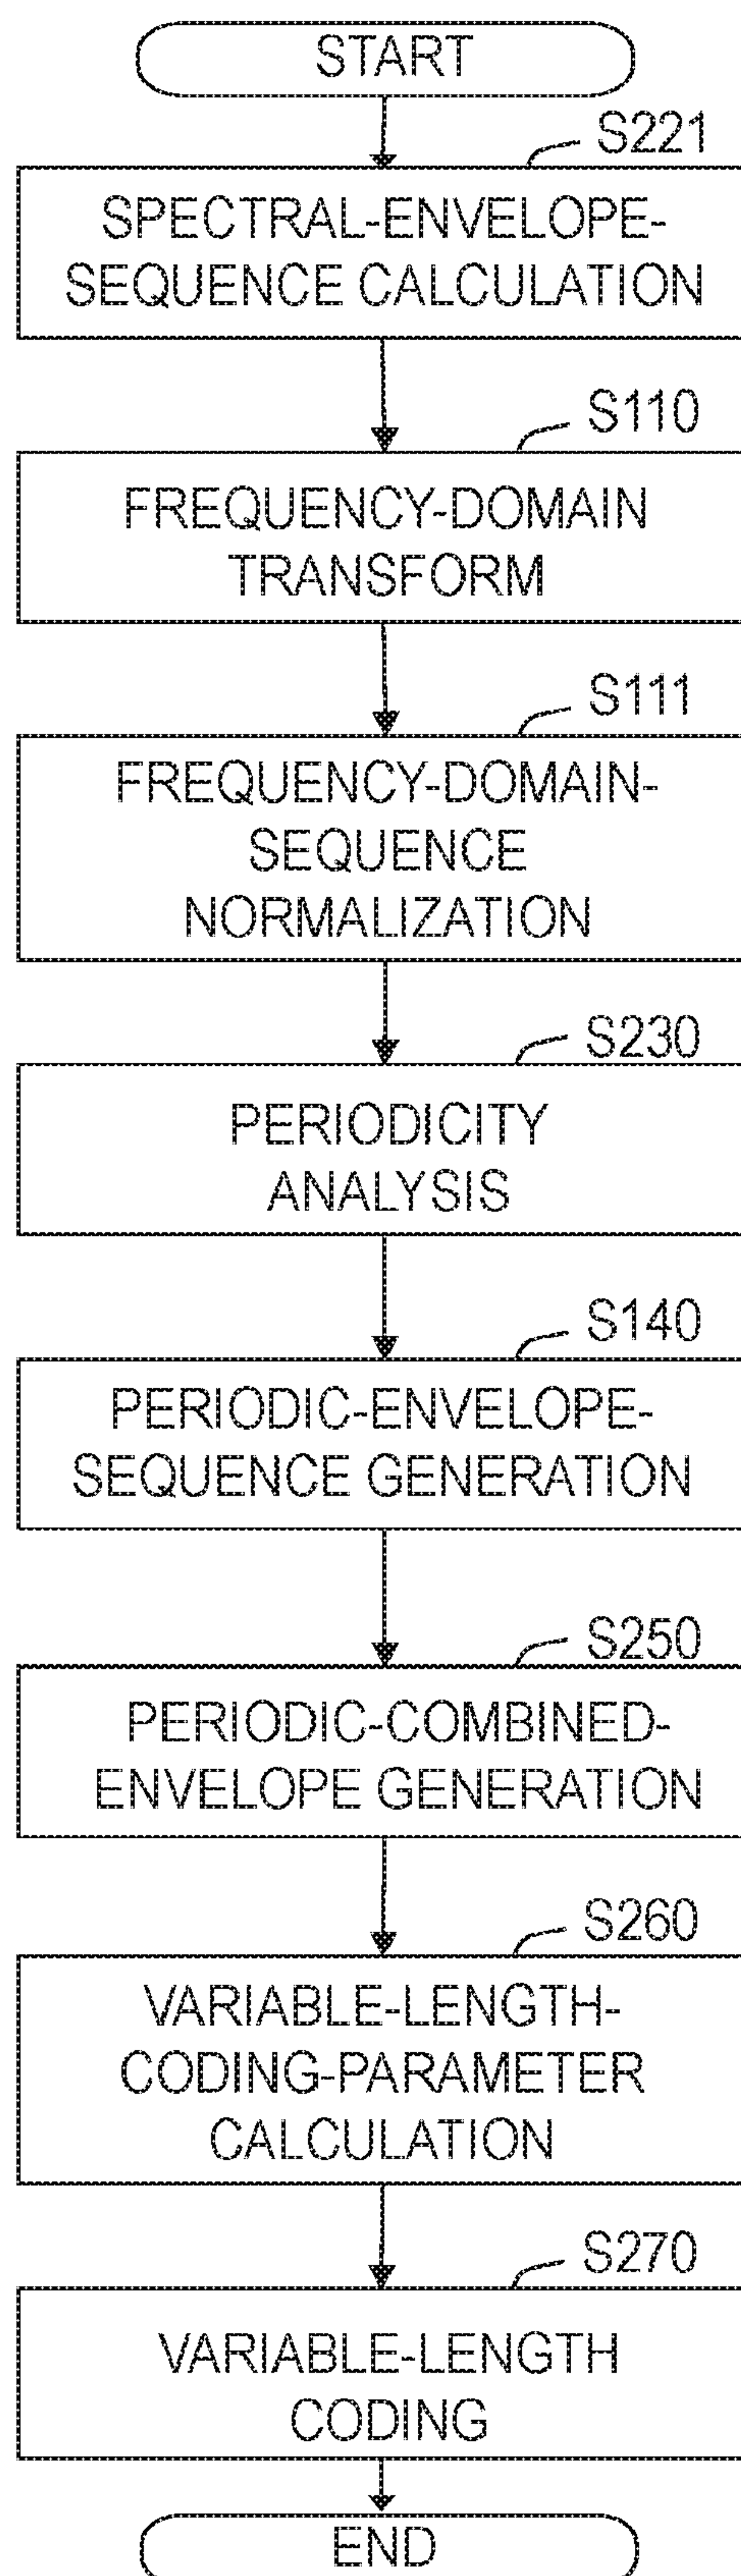 START
S221
SPECTRAL-ENVELOPE-
SEQUENCE CALCULATION
S110
FREQUENCY-DOMAIN
TRANSFORM
S111
FREQUENCY-DOMAIN-
SEQUENCE
NORMALIZATION
S230
PERIODICITY
ANALYSIS
S140
PERIODIC-ENVELOPE-
SEQUENCE GENERATION
S250
PERIODIC-COMBINED-
ENVELOPE GENERATION
S260
VARIABLE-LENGTH-
CODING-PARAMETER
CALCULATION
S270
VARIABLE-LENGTH
CODING
END